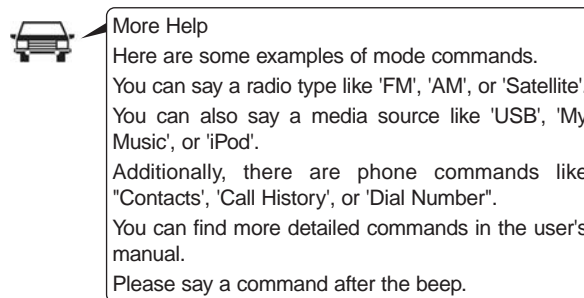 More Help
Here are some examples of mode commands.
You can say a radio type like 'FM', 'AM', or 'Satellite'.
You can also say a media source like 'USB', 'My
Music', or 'iPod'.
Additionally, there are phone commands like
"Contacts', 'Call History', or 'Dial Number".
You can find more detailed commands in the user's
manual.
Please say a command after the beep.